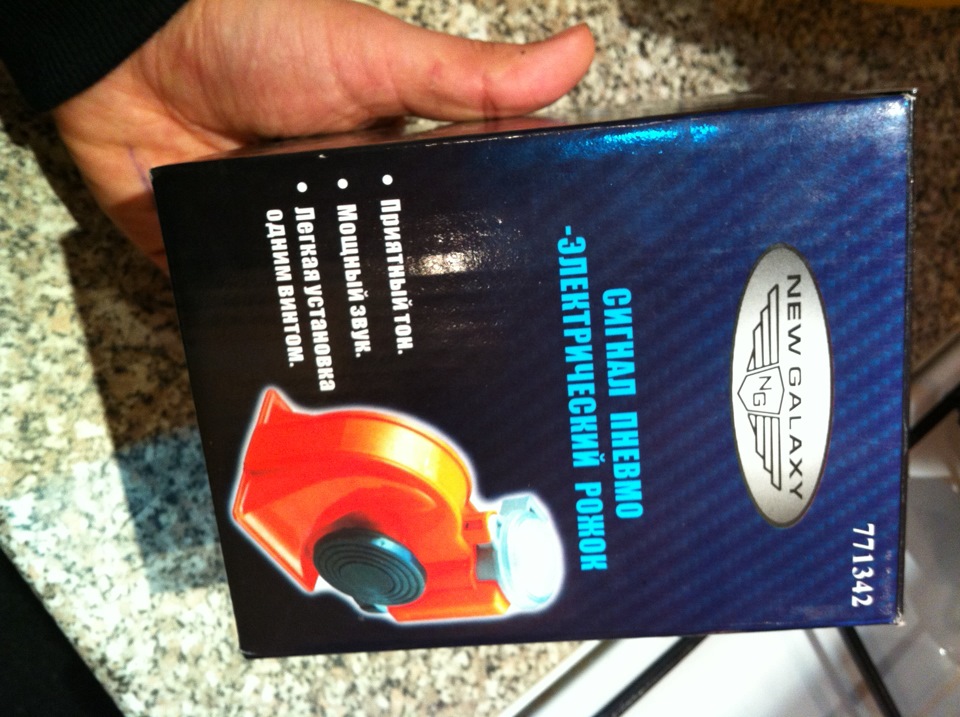 771342
NEW GALAXY
NG
СИГНАЛ ПНЕВМО
-ЭЛЕКТРИЧЕСКИЙ РОЖОК
• Приятный тон.
• Мощный звук.
• Легкая установка
одним винтом.